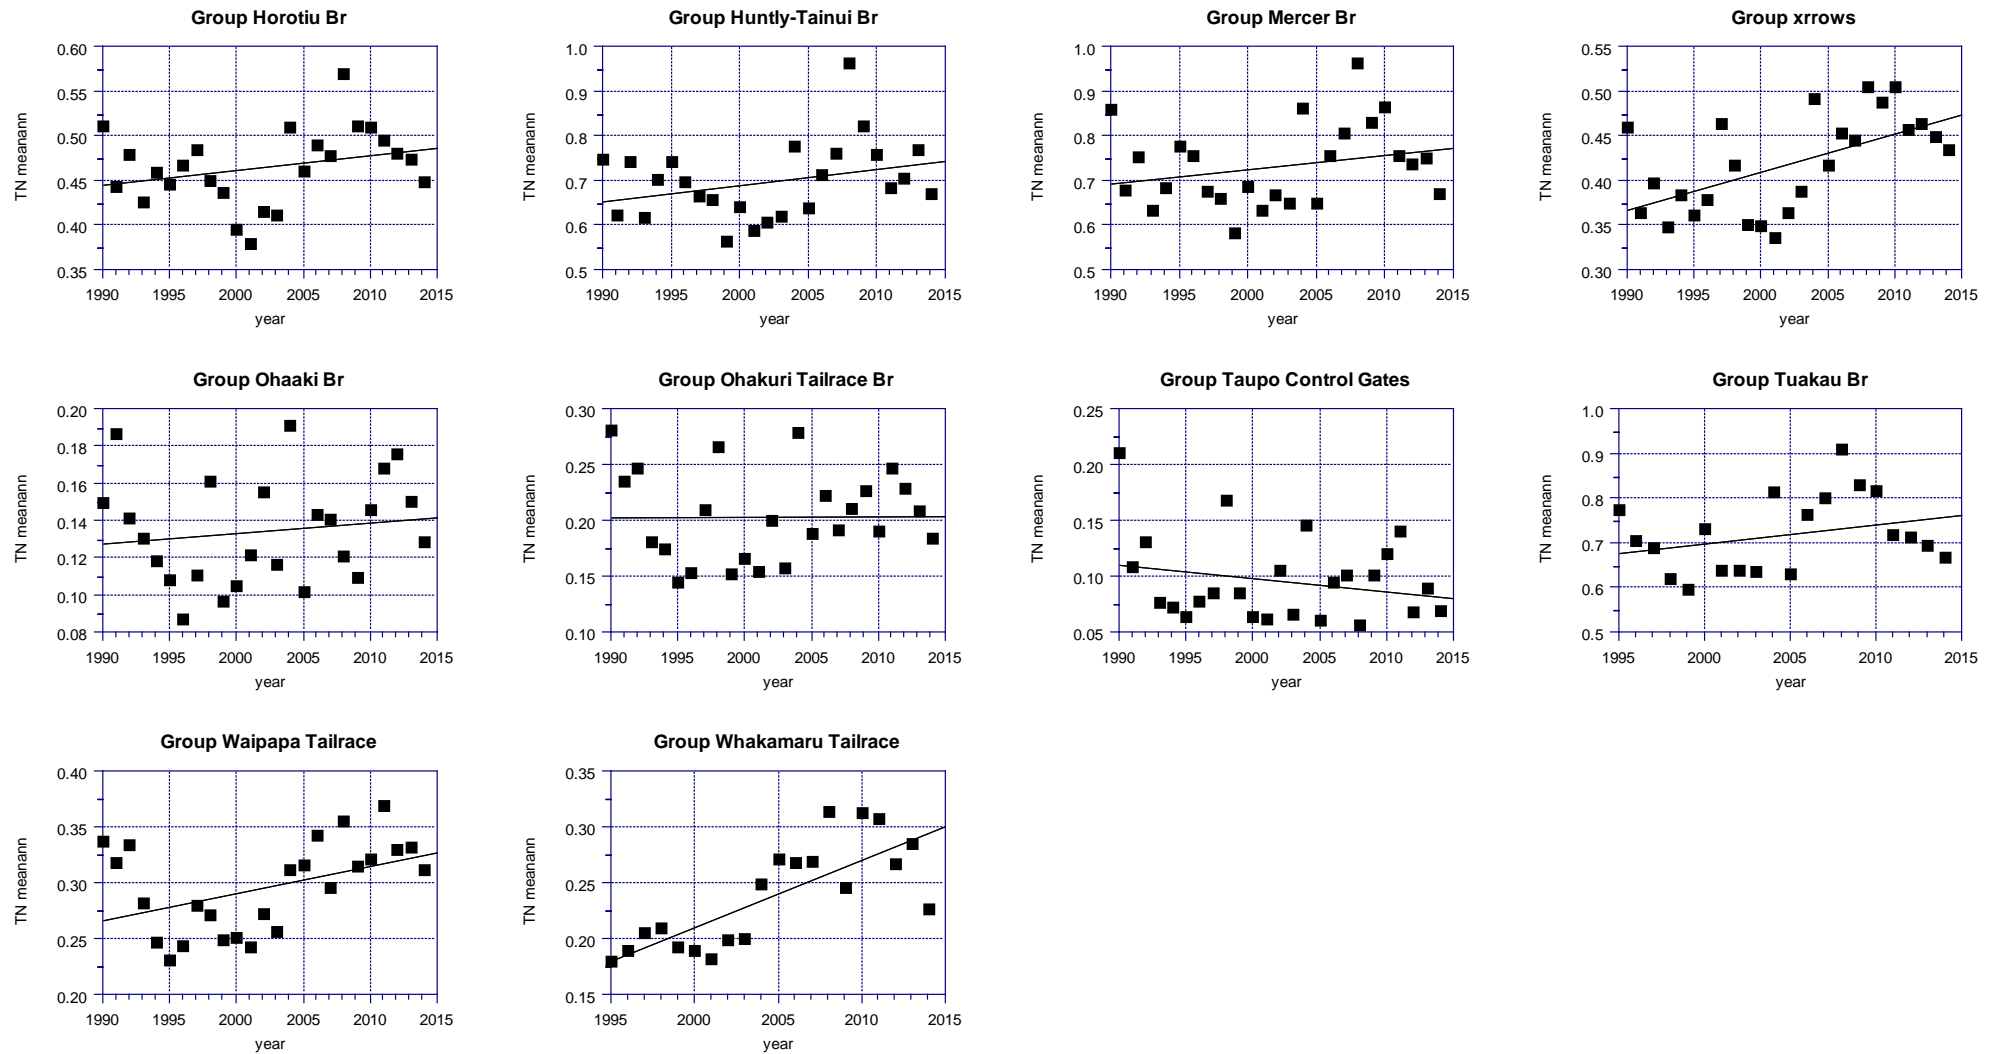 Group Horotiu Br
0.60
0.55
0.50
0.45
0.40
0.35
TN meanann
1990 1995 2000 2005 2010 2015
year
Group Huntly-Tainui Br
1.0
0.9
0.8
0.7
0.6
0.5
TN meanann
1990 1995 2000 2005 2010 2015
year
Group Mercer Br
1.0
0.9
0.8
0.7
0.6
0.5
TN meanann
1990 1995 2000 2005 2010 2015
year
Group xrrows
0.55
0.50
0.45
0.40
0.35
0.30
TN meanann
1990 1995 2000 2005 2010 2015
year
Group Ohaaki Br
0.20
0.18
0.16
0.14
0.12
0.10
0.08
TN meanann
1990 1995 2000 2005 2010 2015
year
Group Ohakuri Tailrace Br
0.30
0.25
0.20
0.15
0.10
TN meanann
1990 1995 2000 2005 2010 2015
year
Group Taupo Control Gates
0.25
0.20
0.15
0.10
0.05
TN meanann
1990 1995 2000 2005 2010 2015
year
Group Tuakau Br
1.0
0.9
0.8
0.7
0.6
0.5
TN meanann
1995 2000 2005 2010 2015
year
Group Waipapa Tailrace
0.40
0.35
0.30
0.25
0.20
TN meanann
1990 1995 2000 2005 2010 2015
year
Group Whakamaru Tailrace
0.35
0.30
0.25
0.20
0.15
TN meanann
1995 2000 2005 2010 2015
year